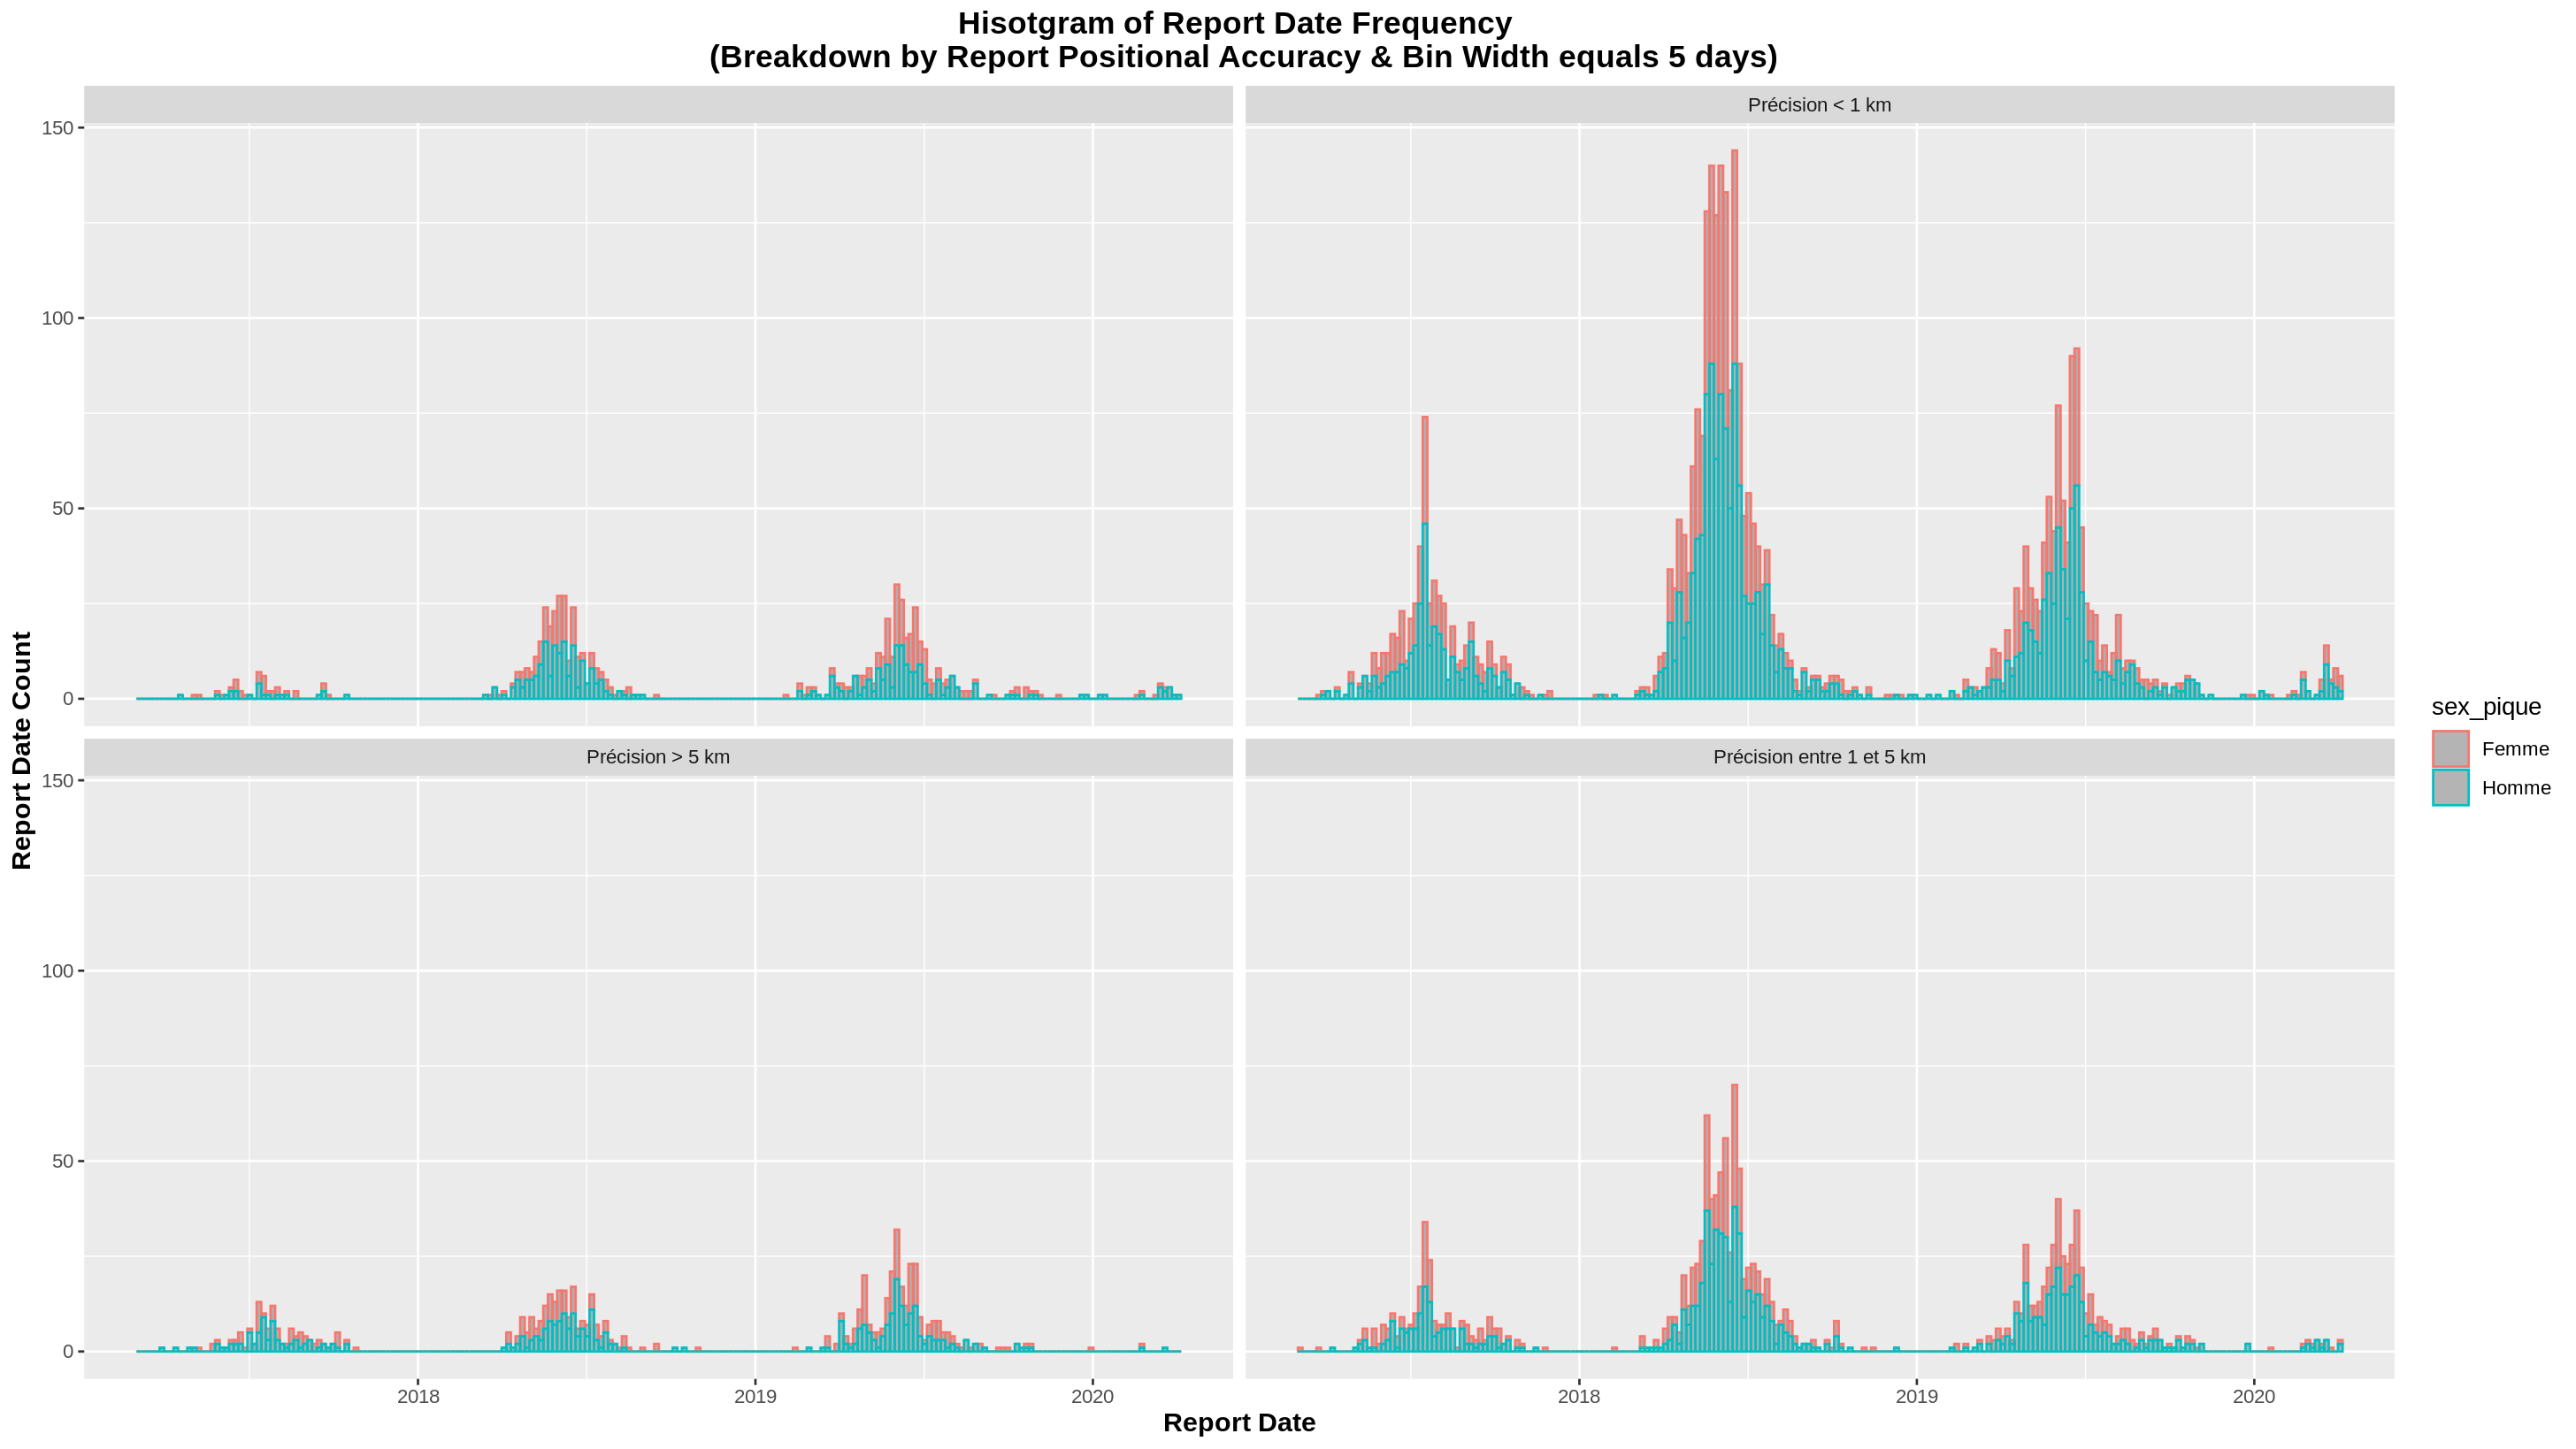 Hisotgram of Report Date Frequency
(Breakdown by Report Positional Accuracy & Bin Width equals 5 days)
Précision < 1 km
150
100
50
0
Précision > 5 km
Précision entre 1 et 5 km
150
100
50
0
2018
2019
2020
2018
2019
2020
Report Date
Report Date Count
sex_pique
Femme
Homme